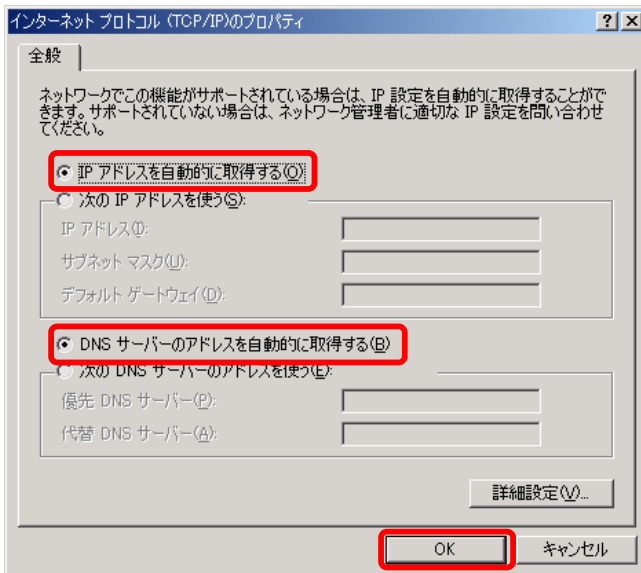 インターネット プロトコル (TCP/IP)のプロパティ
全般
ネットワークでこの機能がサポートされている場合は、IP 設定を自動的に取得することがで
きます。サポートされていない場合は、ネットワーク管理者に適切な IP 設定を問い合わせ
てください。
IP アドレスを自動的に取得する(O)
次の IP アドレスを使う(S):
IP アドレス(I):
サブネット マスク(U):
デフォルト ゲートウェイ(D):
DNS サーバーのアドレスを自動的に取得する(B)
次の DNS サーバーのアドレスを使う(E):
優先 DNS サーバー(P):
代替 DNS サーバー(A):
詳細設定(V)...
OK
キャンセル